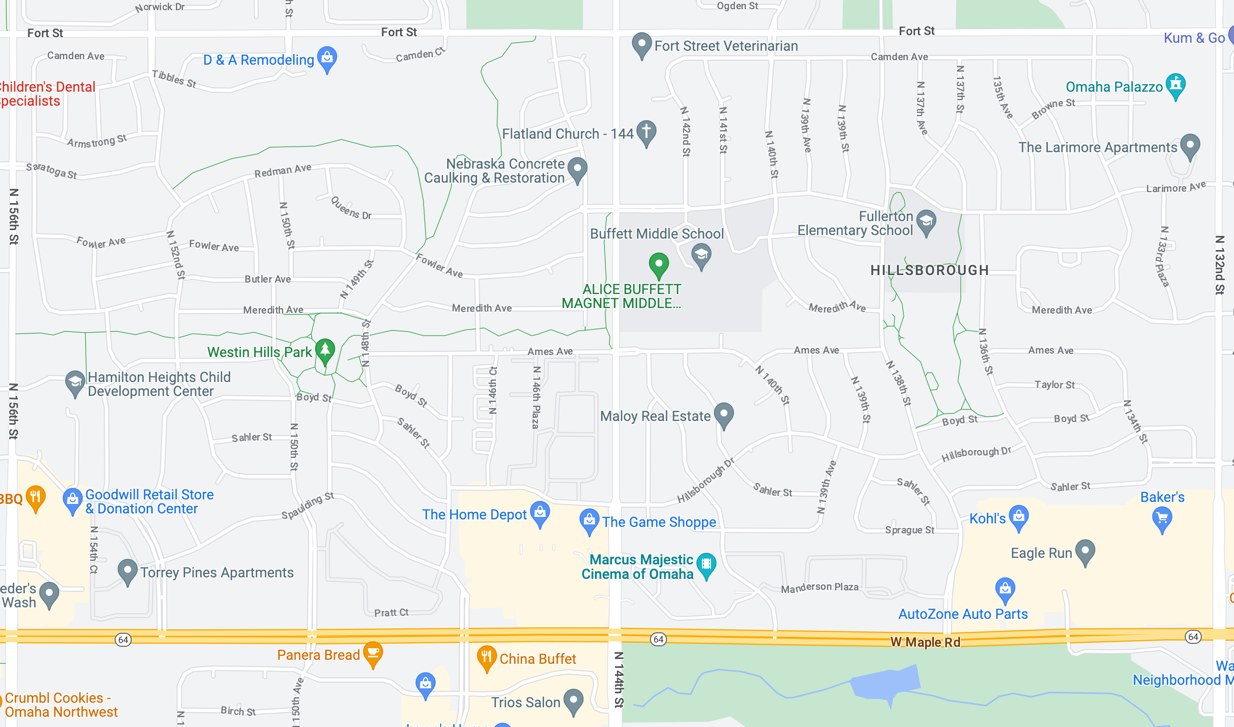 Norwick Dr
Ogden St
Fort St
Fort St
Fort St
Kum & Go
Camden Ave
D & A Remodeling
Camden Ct
Fort Street Veterinarian
Camden Ave
Tibbles St
Children's Dental
Specialists
N 137th Ave
N 137th St
135th Ave
Browne St
Omaha Palazzo
Armstrong St
Flatland Church - 144
N 142nd St
N 141st St
N 140th St
N 139th Ave
N 139th St
The Larimore Apartments
Saratoga St
Redman Ave
Nebraska Concrete
Caulking & Restoration
Larimore Ave
N 156th St
N 150th St
Queens Dr
Fullerton
Elementary School
Buffett Middle School
N 152nd St
Fowler Ave
Fowler Ave
Fowler Ave
N 133rd Plaza
N 132nd St
HILLSBOROUGH
Butler Ave
N 149th St
ALICE BUFFETT
MAGNET MIDDLE...
Meredith Ave
Meredith Ave
Meredith Ave
Meredith Ave
Westin Hills Park
N 148th St
Ames Ave
Ames Ave
N 136th St
Ames Ave
Hamilton Heights Child
Development Center
N 156th St
Boyd St
Boyd St
N 146th Ct
N 146th Plaza
N 140th St
N 139th St
N 138th St
Taylor St
Maloy Real Estate
Boyd St
Boyd St
N 134th St
Sahler St
N 150th St
Sahler St
Hillsborough Dr
Hillsborough Dr
Sahler St
N 139th Ave
Sahler St
Sahler St
BBQ
Goodwill Retail Store
& Donation Center
Spaulding St
The Home Depot
The Game Shoppe
Kohl's
Baker's
Sprague St
N 154th Ct
Torrey Pines Apartments
Marcus Majestic
Cinema of Omaha
Eagle Run
Manderson Plaza
eder's
Wash
Pratt Ct
AutoZone Auto Parts
64
64
W Maple Rd
64
Panera Bread
China Buffet
N 144th St
Trios Salon
Crumbl Cookies -
Omaha Northwest
Birch St
N 150th Ave
Wa
Neighborhood M